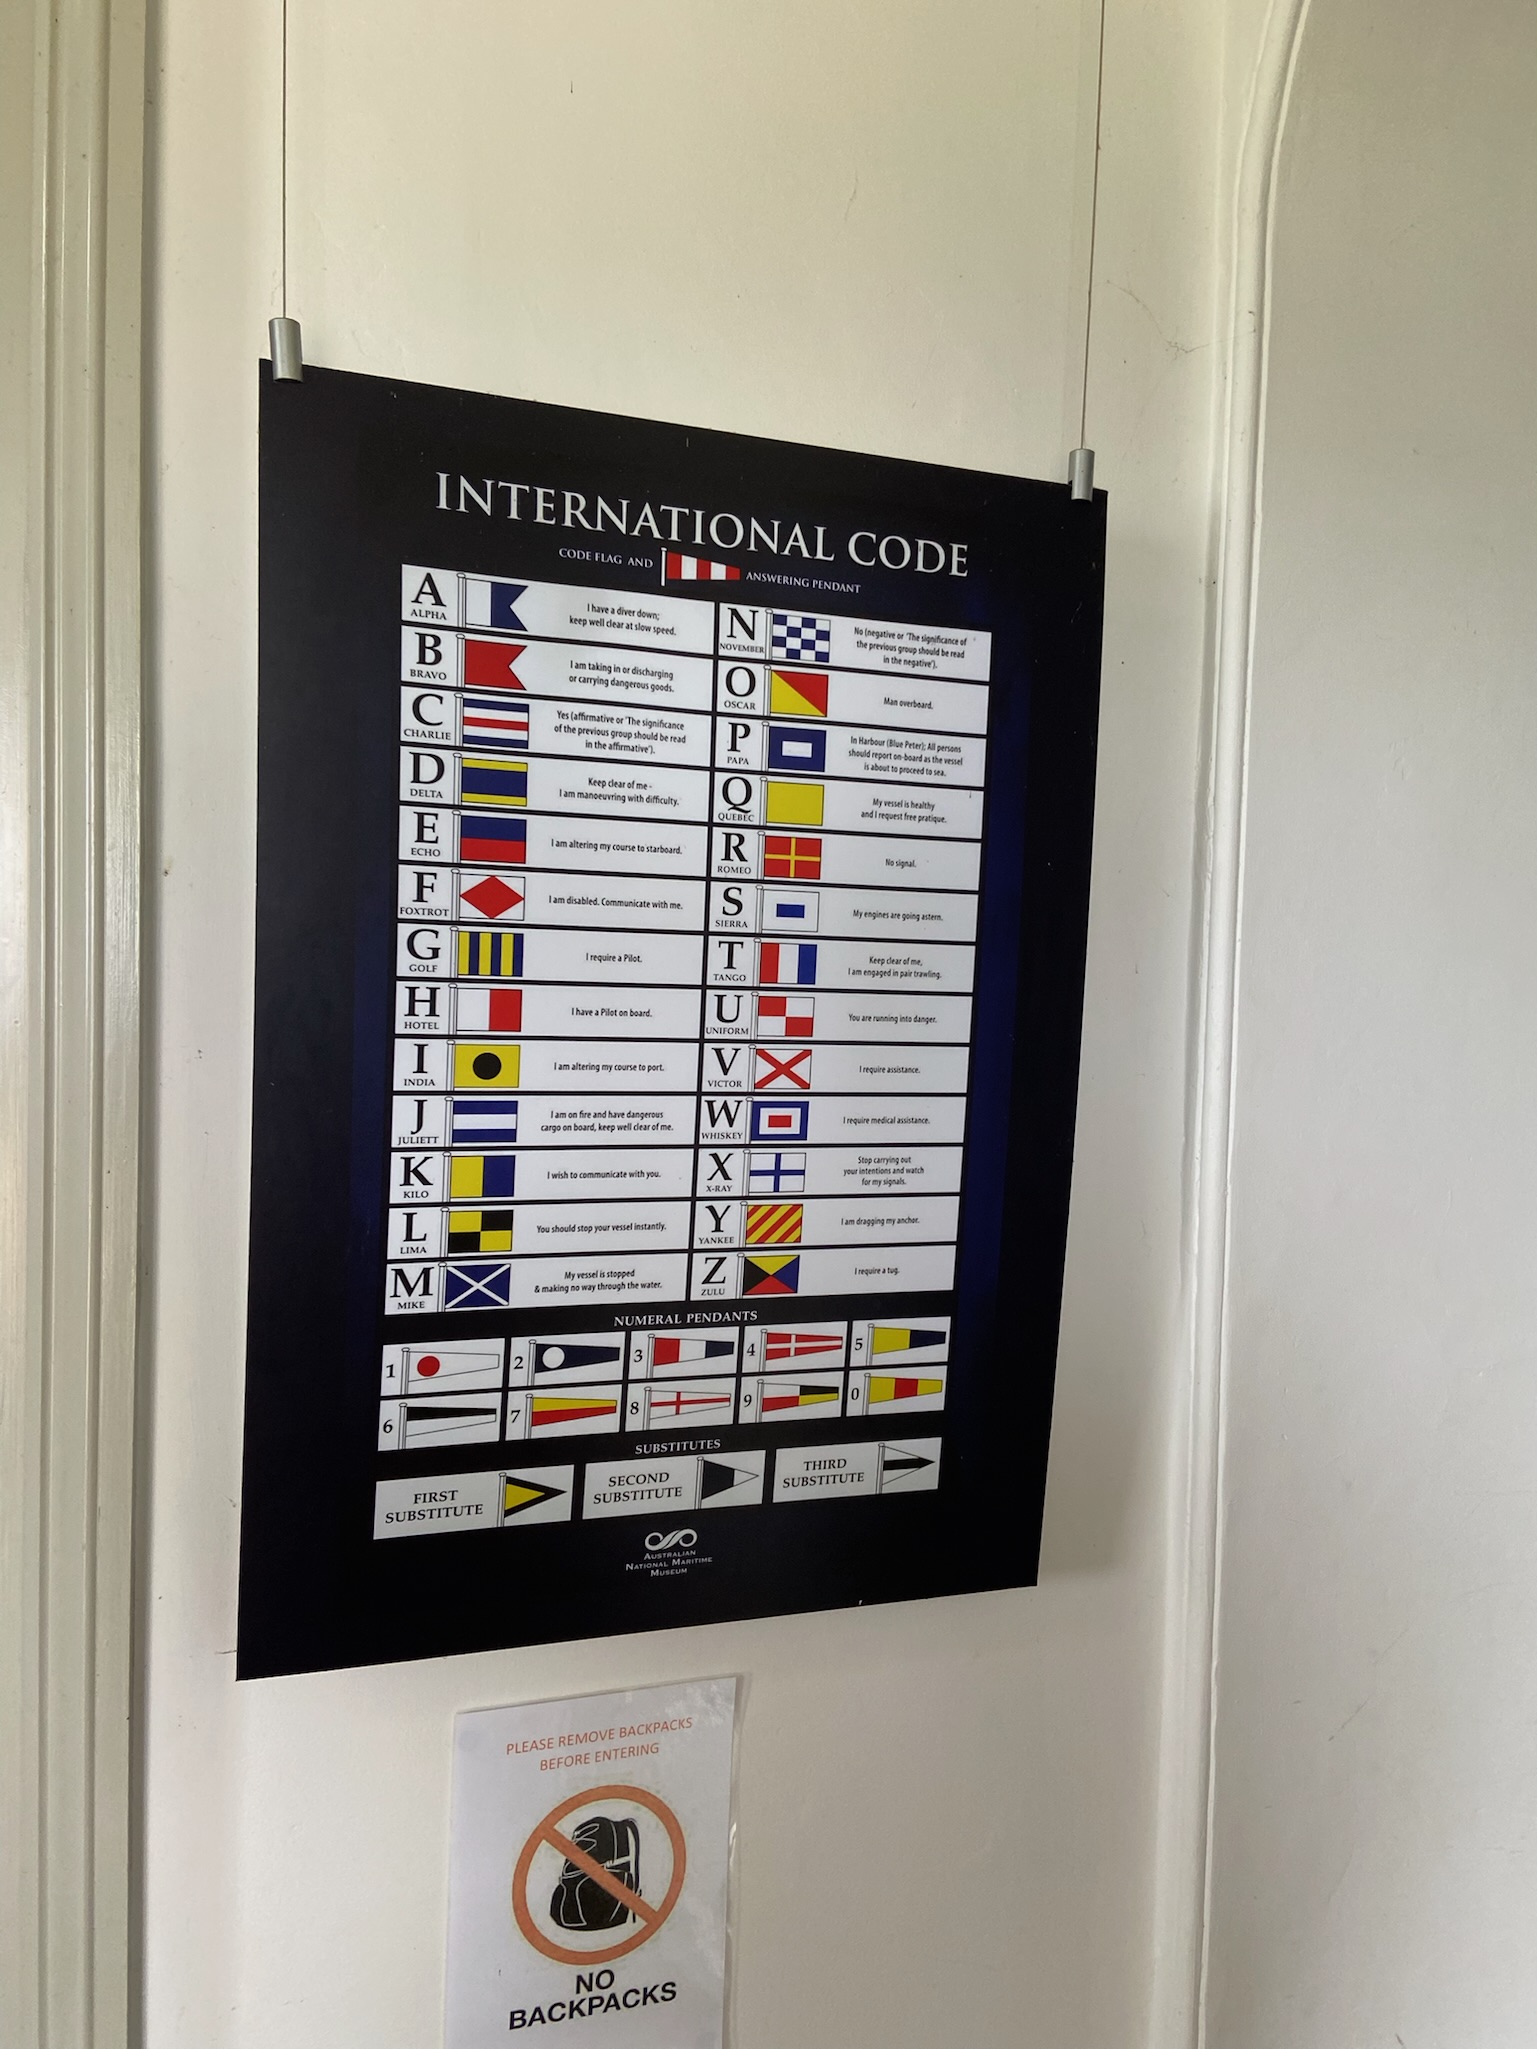 INTERNATIONAL CODE
CODE FLAG AND ANSWERING PENDANT
A
ALPHA
I have a diver down;
keep well clear at slow speed.
B
BRAVO
I am taking in or discharging
or carrying dangerous goods.
C
CHARLIE
Yes (affirmative or 'The significance
of the previous group should be read
in the affirmative').
D
DELTA
Keep clear of me -
I am manoeuvring with difficulty.
E
ECHO
I am altering my course to starboard.
F
FOXTROT
I am disabled. Communicate with me.
G
GOLF
I require a Pilot.
H
HOTEL
I have a Pilot on board.
I
INDIA
I am altering my course to port.
J
JULIETT
I am on fire and have dangerous
cargo on board, keep well clear of me.
K
KILO
I wish to communicate with you.
L
LIMA
You should stop your vessel instantly.
M
MIKE
My vessel is stopped
& making no way through the water.
N
NOVEMBER
No (negative or 'The significance of
the previous group should be read
in the negative').
O
OSCAR
Man overboard.
P
PAPA
In Harbour (Blue Peter); All persons
should report on-board as the vessel
is about to proceed to sea.
Q
QUEBEC
My vessel is healthy
and I request free pratique.
R
ROMEO
No signal.
S
SIERRA
My engines are going astern.
T
TANGO
Keep clear of me,
I am engaged in pair trawling.
U
UNIFORM
You are running into danger.
V
VICTOR
I require assistance.
W
WHISKEY
I require medical assistance.
X
X-RAY
Stop carrying out
your intentions and watch
for my signals.
Y
YANKEE
I am dragging my anchor.
Z
ZULU
I require a tug.
NUMERAL PENDANTS
1 2 3 4 5
6 7 8 9 0
SUBSTITUTES
FIRST
SUBSTITUTE
SECOND
SUBSTITUTE
THIRD
SUBSTITUTE
AUSTRALIAN
NATIONAL MARITIME
MUSEUM
PLEASE REMOVE BACKPACKS
BEFORE ENTERING
NO
BACKPACKS